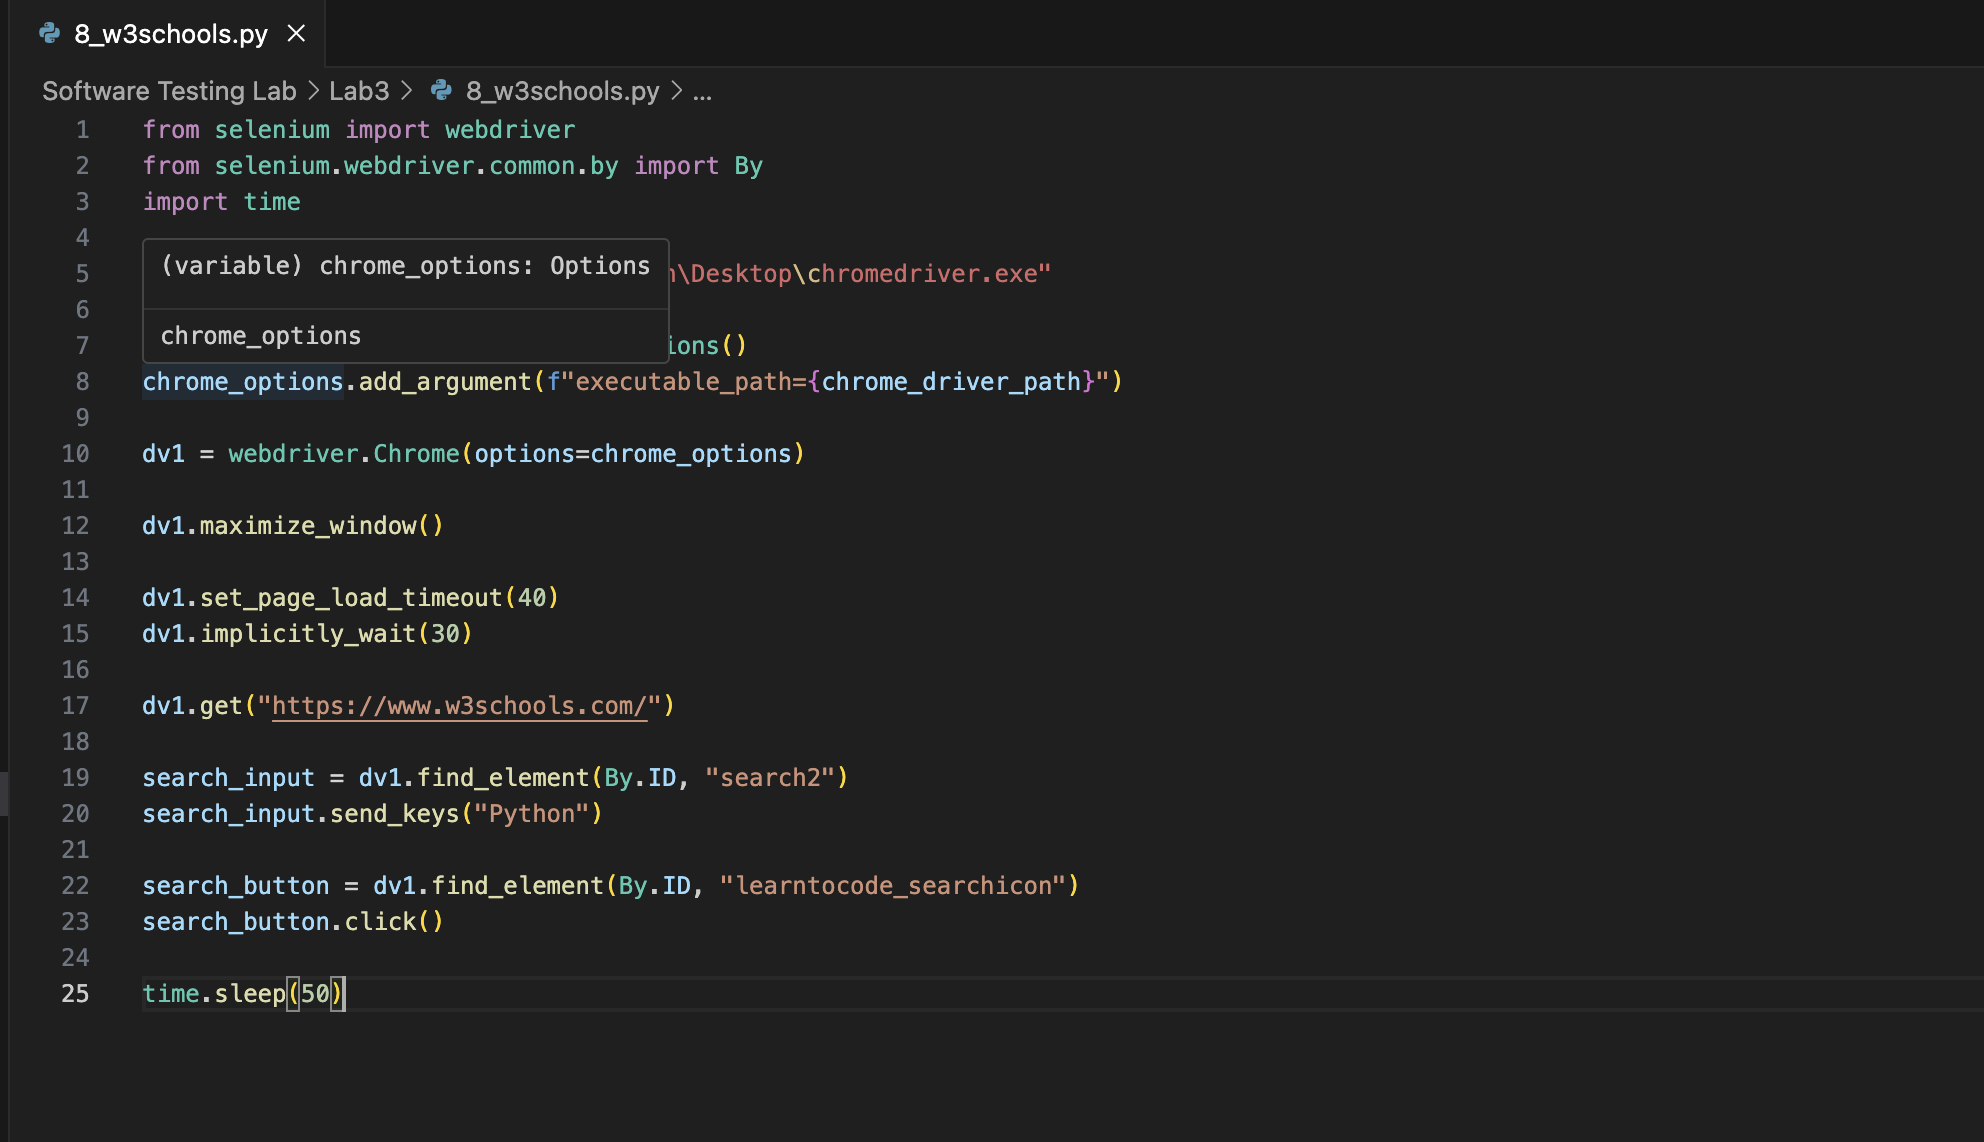 8_w3schools.py
Software Testing Lab > Lab3 > 8_w3schools.py > ...
1 from selenium import webdriver
2 from selenium.webdriver.common.by import By
3 import time
4
(variable) chrome_options: Options
5 \Desktop\chromedriver.exe"
6
chrome_options
7 ions()
8 chrome_options.add_argument(f"executable_path={chrome_driver_path}")
9
10 dv1 = webdriver.Chrome(options=chrome_options)
11
12 dv1.maximize_window()
13
14 dv1.set_page_load_timeout(40)
15 dv1.implicitly_wait(30)
16
17 dv1.get("https://www.w3schools.com/")
18
19 search_input = dv1.find_element(By.ID, "search2")
20 search_input.send_keys("Python")
21
22 search_button = dv1.find_element(By.ID, "learntocode_searchicon")
23 search_button.click()
24
25 time.sleep(50)